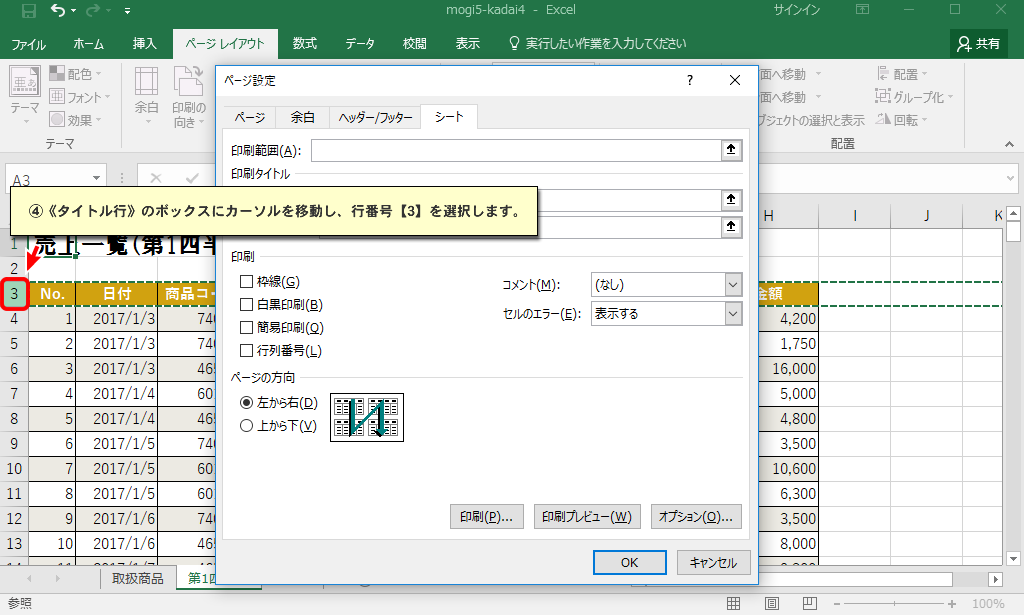 mogi5-kadai4 - Excel
サインイン
ファイル ホーム 挿入 ページ レイアウト 数式 データ 校閲 表示 実行したい作業を入力してください 共有
配色
フォント
効果
テーマ
余白
印刷の
向き
テーマ
面へ移動
面へ移動
ブジェクトの選択と表示
配置
グループ化
回転
配置
ページ設定
? ×
ページ 余白 ヘッダー/フッター シート
印刷範囲(A):
印刷タイトル
A3
④《タイトル行》のボックスにカーソルを移動し、行番号【3】を選択します。
H I J K
1 売上一覧(第1四半
2
3 No. 日付 商品コー 金額
4 1 2017/1/3 740 4,200
5 2 2017/1/3 740 1,750
6 3 2017/1/3 465 16,000
7 4 2017/1/4 601 5,000
8 5 2017/1/4 465 4,800
9 6 2017/1/5 740 3,500
10 7 2017/1/5 601 10,600
11 8 2017/1/5 601 6,300
12 9 2017/1/6 740 3,500
13 10 2017/1/6 465 8,000
印刷
枠線(G)
白黒印刷(B)
簡易印刷(Q)
行列番号(L)
コメント(M): (なし)
セルのエラー(E): 表示する
ページの方向
左から右(D)
上から下(V)
印刷(P)... 印刷プレビュー(W) オプション(O)...
OK キャンセル
取扱商品 第1四
参照
100%